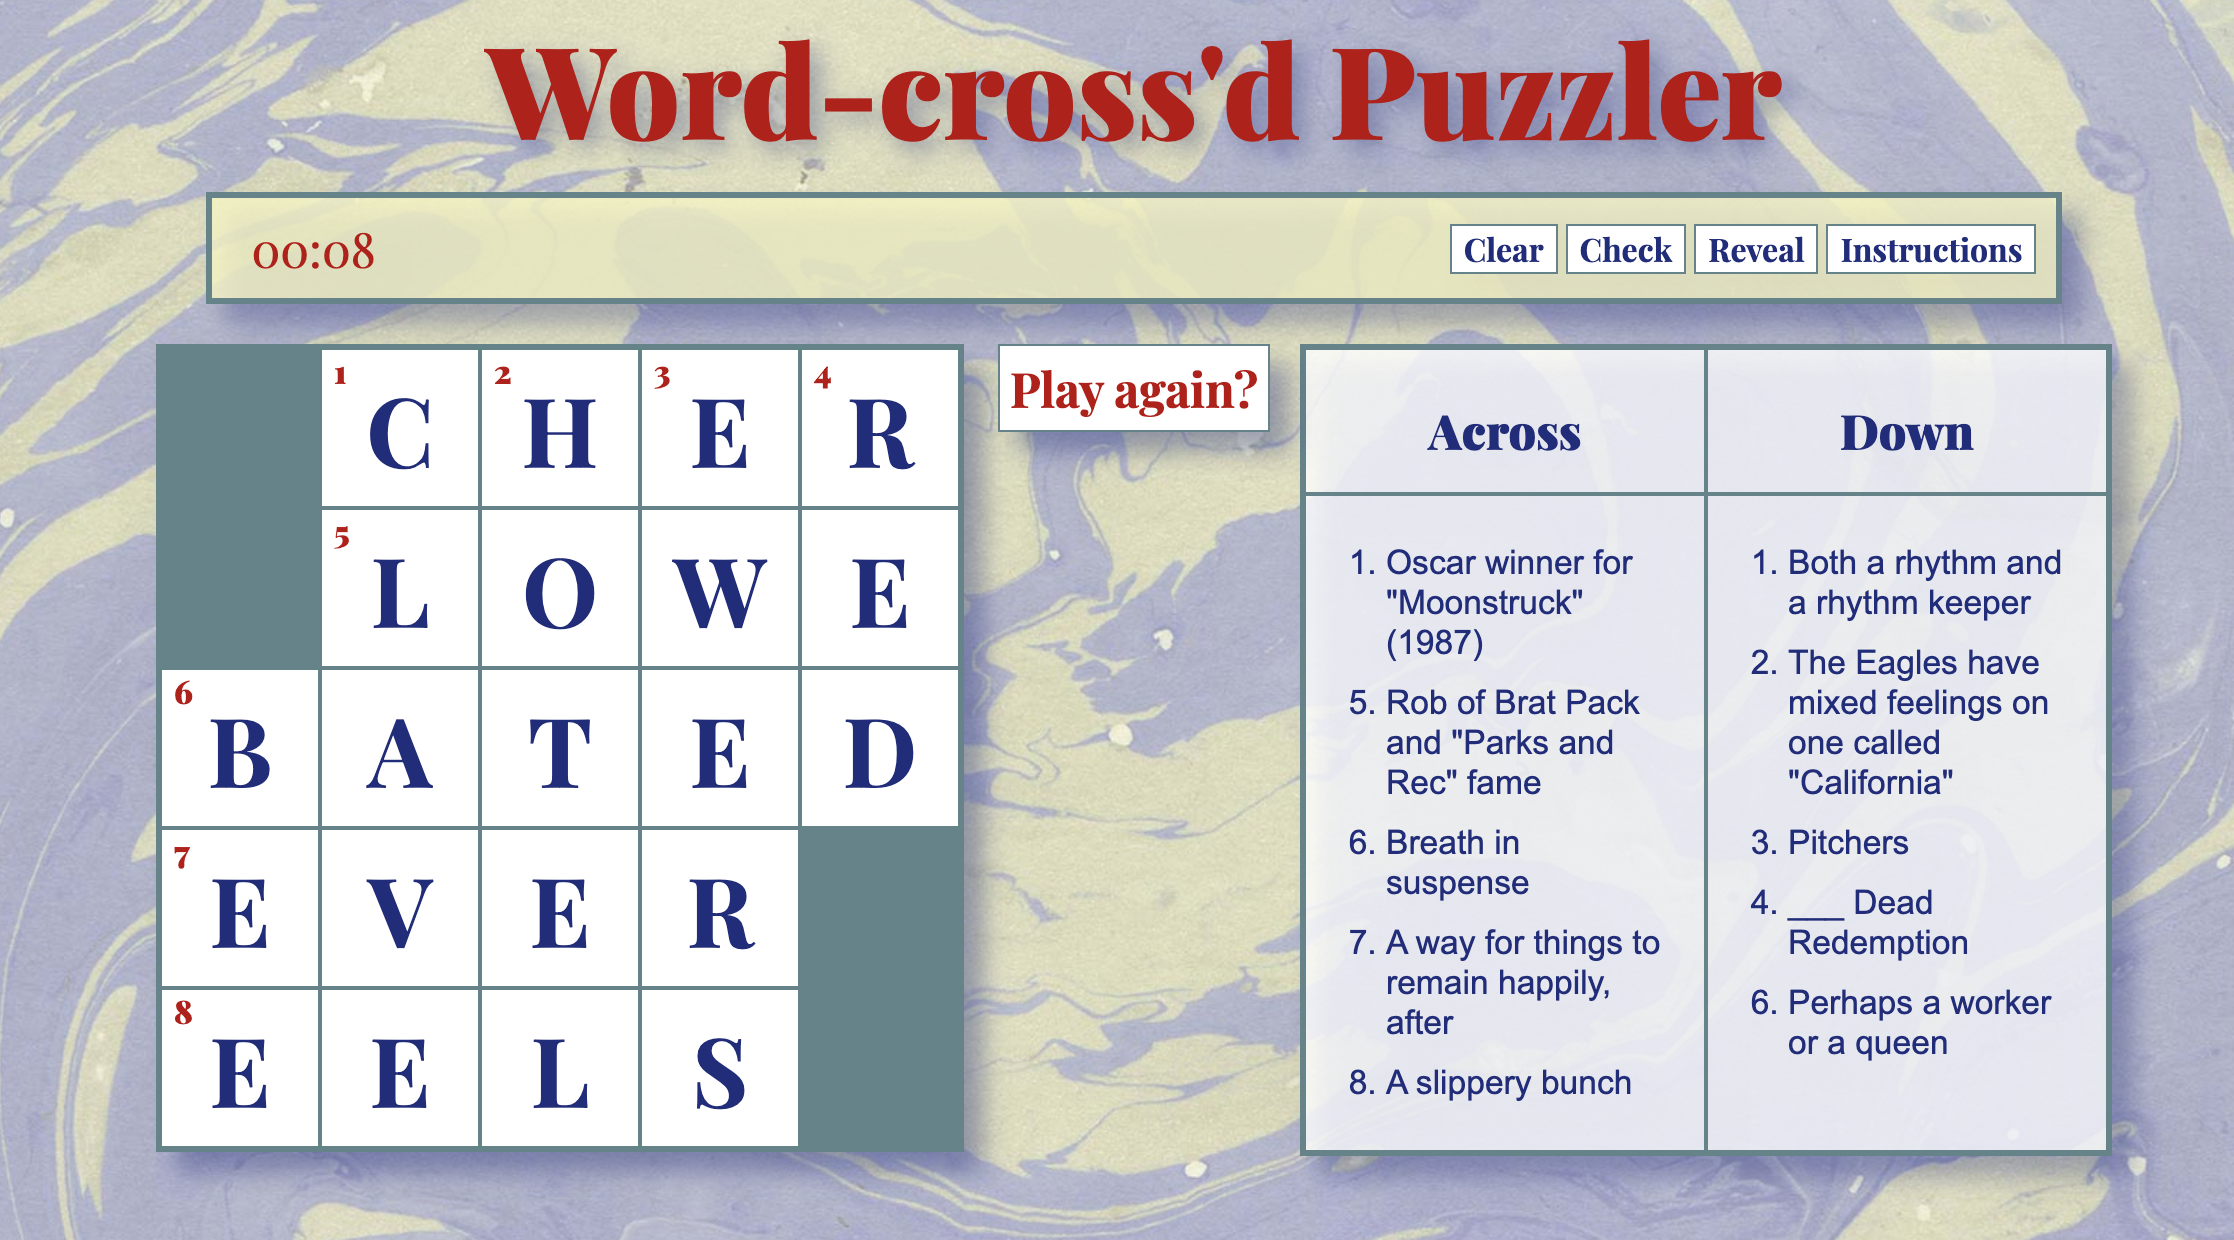 Word-cross'd Puzzler
00:08
Clear Check Reveal Instructions
1 C 2 H 3 E 4 R
5 L O W E
6 B A T E D
7 E V E R
8 E E L S
Play again?
Across
1. Oscar winner for
"Moonstruck"
(1987)
5. Rob of Brat Pack
and "Parks and
Rec" fame
6. Breath in
suspense
7. A way for things to
remain happily,
after
8. A slippery bunch
Down
1. Both a rhythm and
a rhythm keeper
2. The Eagles have
mixed feelings on
one called
"California"
3. Pitchers
4. ___ Dead
Redemption
6. Perhaps a worker
or a queen